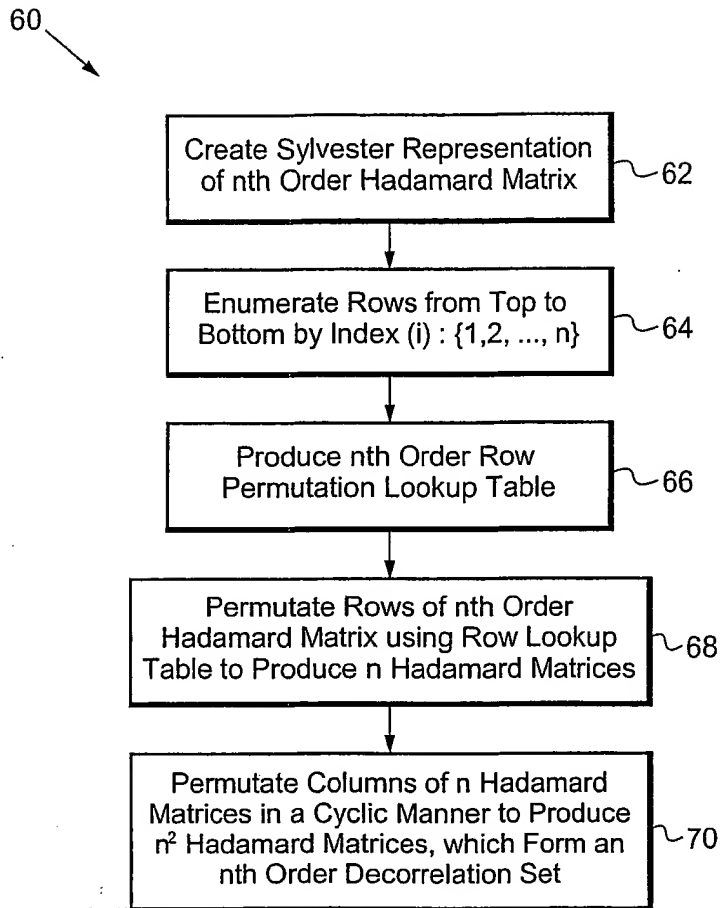 60
Create Sylvester Representation
of nth Order Hadamard Matrix
62
Enumerate Rows from Top to
Bottom by Index (i) : {1,2, ..., n}
64
Produce nth Order Row
Permutation Lookup Table
66
Permutate Rows of nth Order
Hadamard Matrix using Row Lookup
Table to Produce n Hadamard Matrices
68
Permutate Columns of n Hadamard
Matrices in a Cyclic Manner to Produce
n² Hadamard Matrices, which Form an
nth Order Decorrelation Set
70